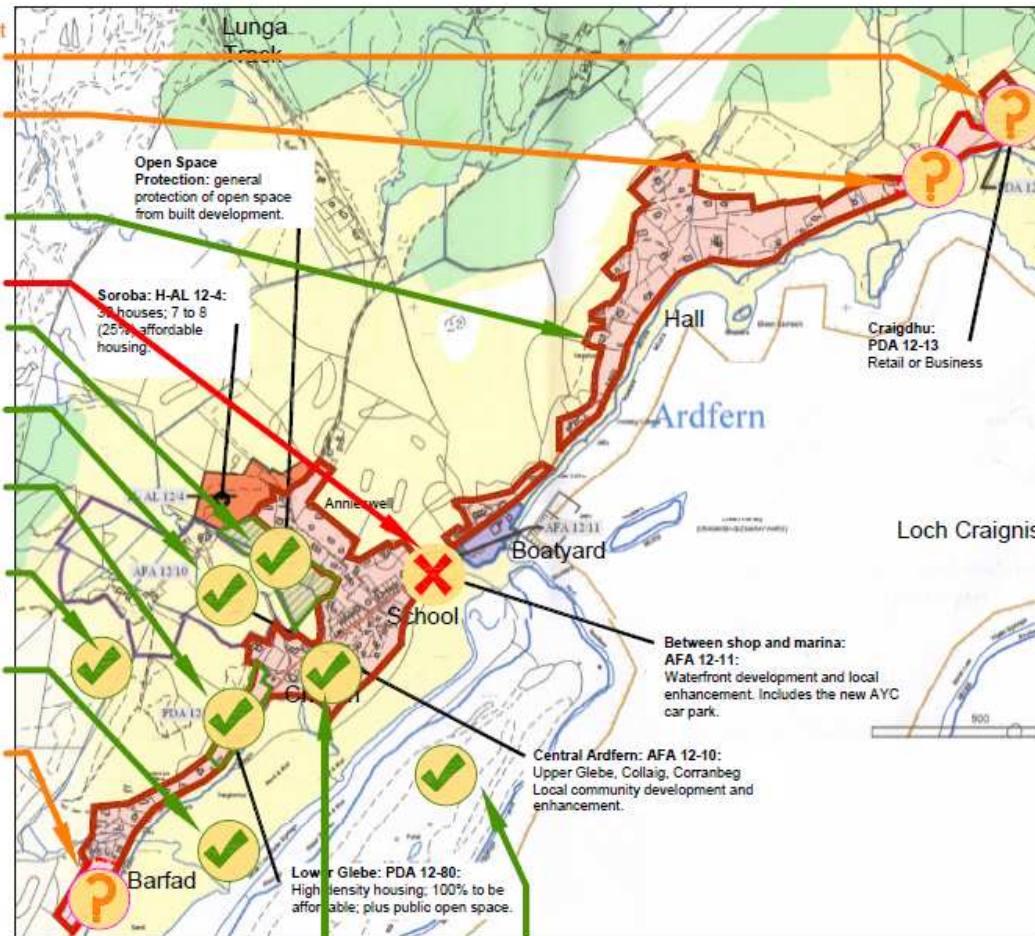 t
Lunga
Track
Open Space
Protection: general
protection of open space
from built development.
Soroba: H-AL 12-4:
houses; 7 to 8
(25% affordable
housing.
Hall
Craigdhu:
PDA 12-13
Retail or Business
Ardfern
AL 12/4
Anniewell
AFA 12/11
Boatyard
Loch Craignis
AFA 12/10
School
Between shop and marina:
AFA 12-11:
Waterfront development and local
enhancement. Includes the new AYC
car park.
PDA 12
500
Central Ardfern: AFA 12-10:
Upper Glebe, Collaig, Corranbeg
Local community development and
enhancement.
Barfad
Lower Glebe: PDA 12-80:
High density housing; 100% to be
affordable; plus public open space.